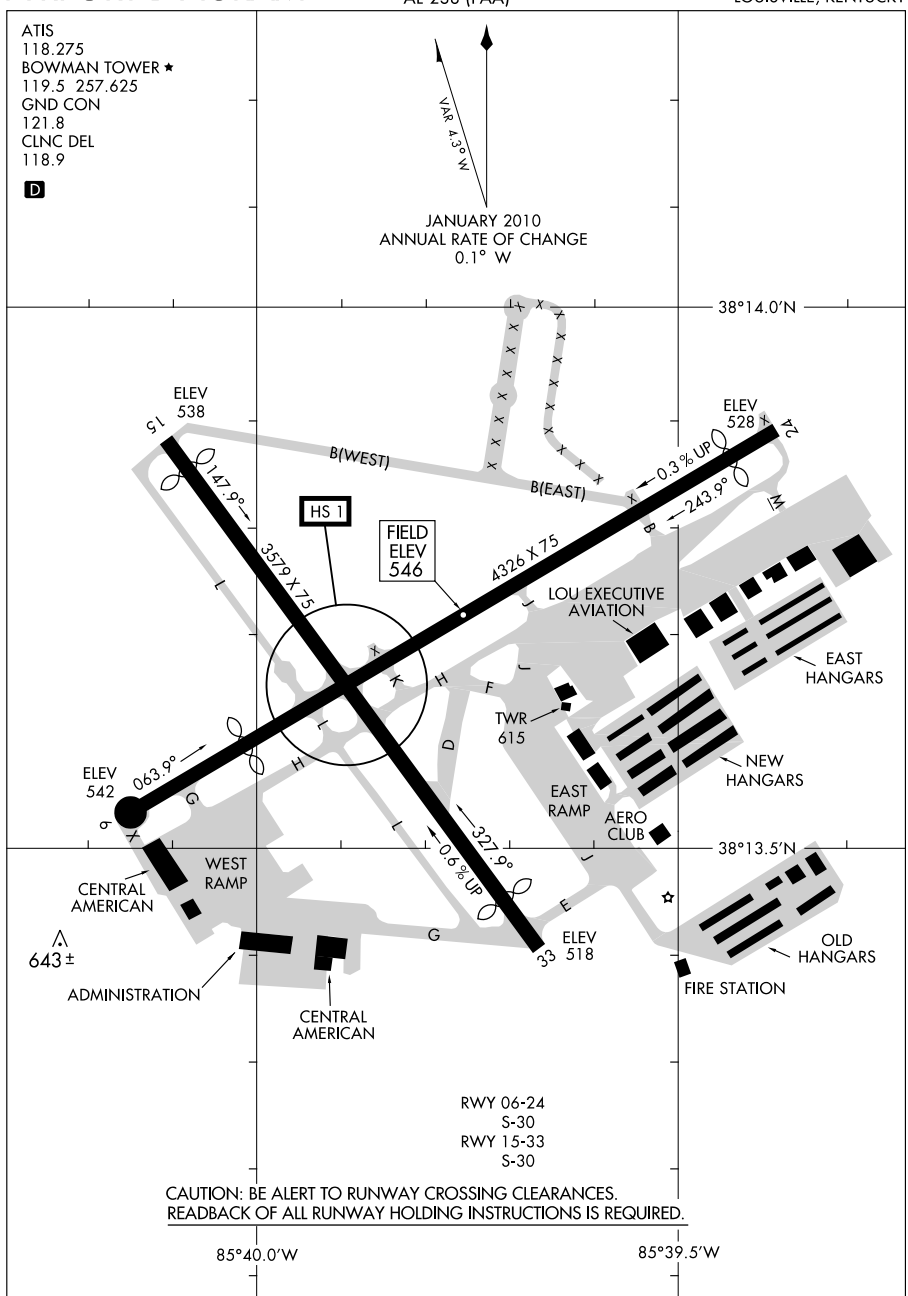 AL-238 (FAA)
LOUISVILLE, KENTUCKY
ATIS
118.275
BOWMAN TOWER ★
119.5 257.625
GND CON
121.8
CLNC DEL
118.9
D
VAR 4.3° W
JANUARY 2010
ANNUAL RATE OF CHANGE
0.1° W
38°14.0'N
ELEV
538
15
147.9°
B(WEST)
B(EAST)
ELEV
528
24
0.3% UP
243.9°
B
M
HS 1
FIELD
ELEV
546
3579 X 75
4326 X 75
L
J
LOU EXECUTIVE
AVIATION
EAST
HANGARS
K
H
F
J
TWR
615
L
H
D
NEW
HANGARS
ELEV
542
063.9°
6
G
EAST
RAMP
AERO
CLUB
L
327.9°
0.6% UP
J
38°13.5'N
WEST
RAMP
CENTRAL
AMERICAN
E
G
33
ELEV
518
OLD
HANGARS
643 ±
ADMINISTRATION
FIRE STATION
CENTRAL
AMERICAN
RWY 06-24
S-30
RWY 15-33
S-30
CAUTION: BE ALERT TO RUNWAY CROSSING CLEARANCES.
READBACK OF ALL RUNWAY HOLDING INSTRUCTIONS IS REQUIRED.
85°40.0'W
85°39.5'W